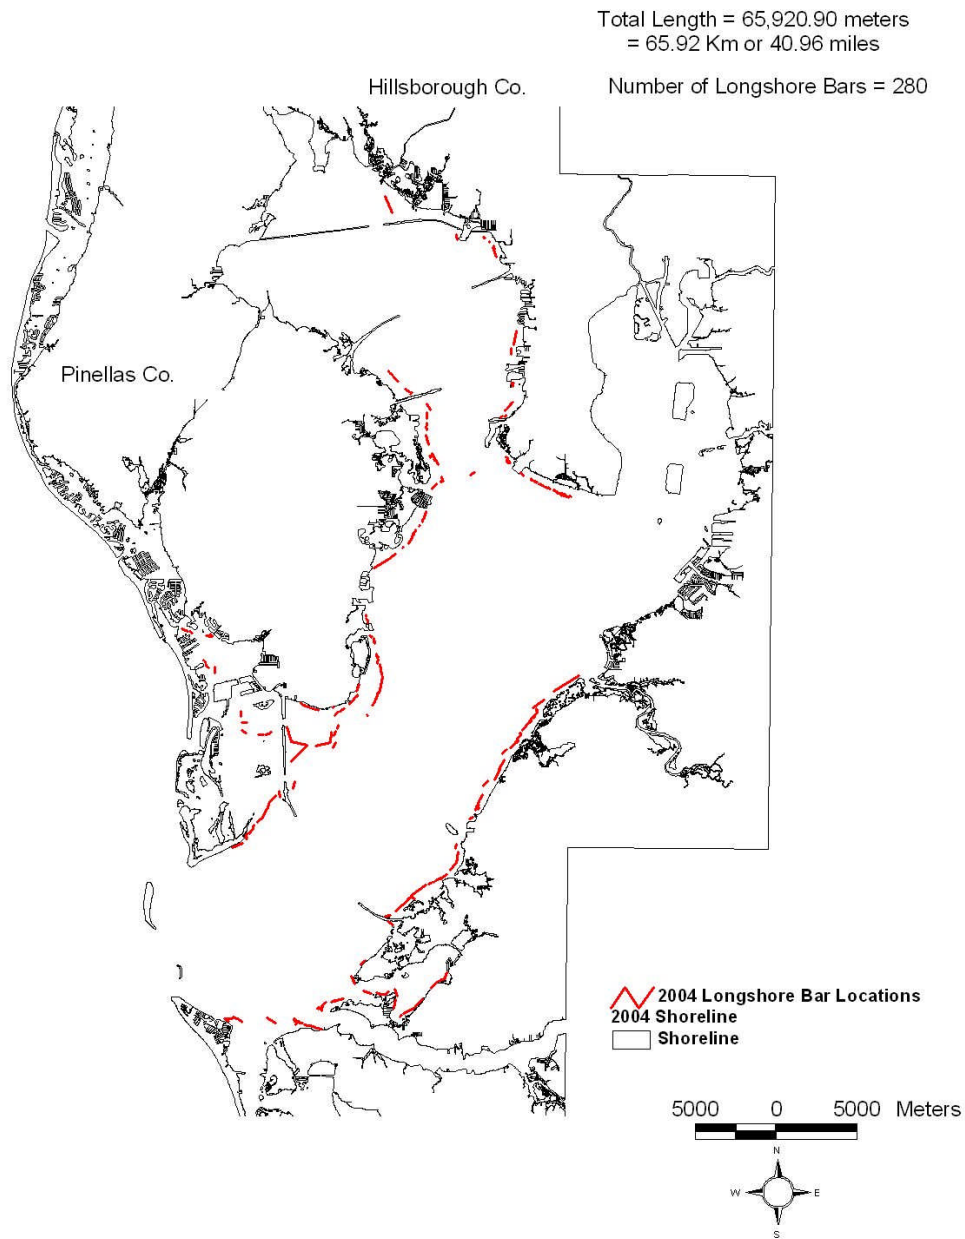 Total Length = 65,920.90 meters
= 65.92 Km or 40.96 miles
Hillsborough Co.
Number of Longshore Bars = 280
Pinellas Co.
2004 Longshore Bar Locations
2004 Shoreline
Shoreline
5000 0 5000 Meters
N
W E
S